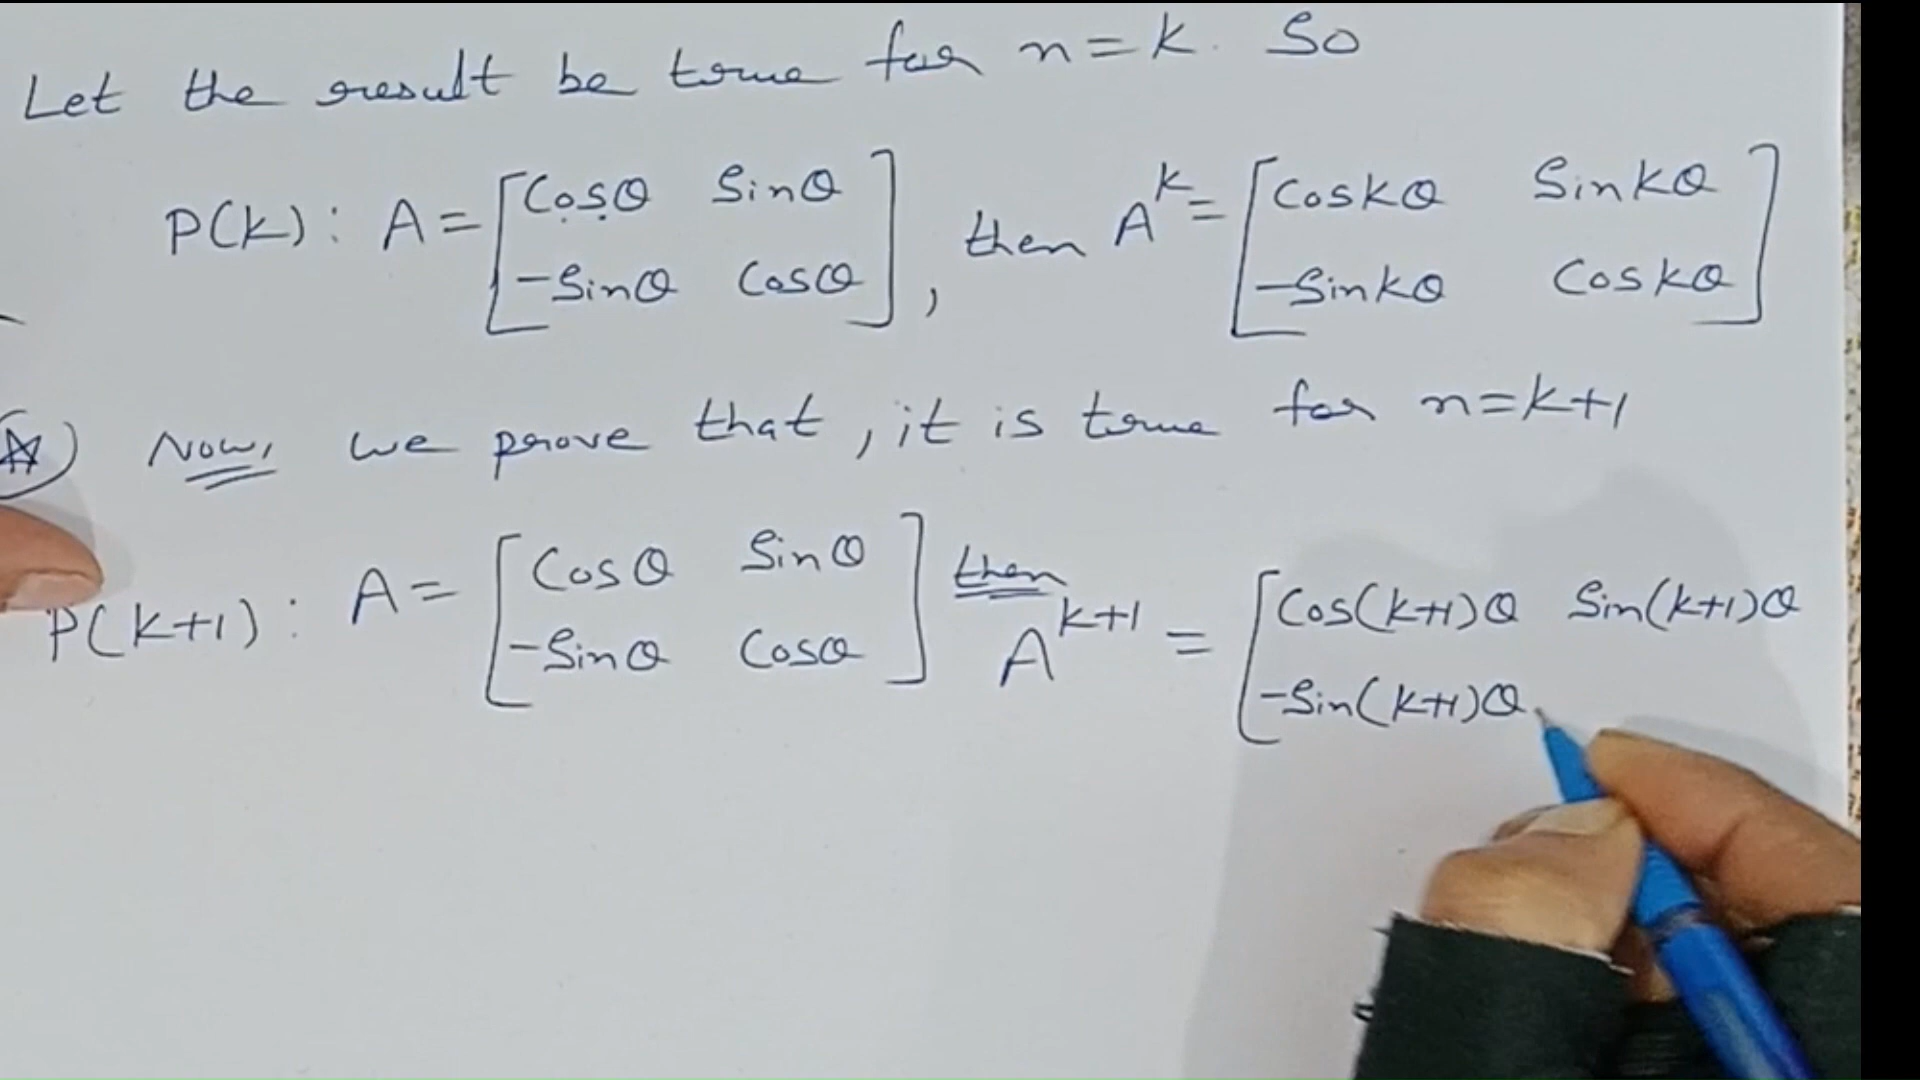 Let the result be true for n=k. So
P(k): A = [Cosθ Sinθ
-Sinθ Cosθ], then A^k = [Coskθ Sinkθ
-Sinkθ Coskθ]
Now, we prove that, it is true for n=k+1
P(k+1): A = [Cosθ Sinθ
-Sinθ Cosθ] then A^k+1 = [Cos(k+1)θ Sin(k+1)θ
-Sin(k+1)θ